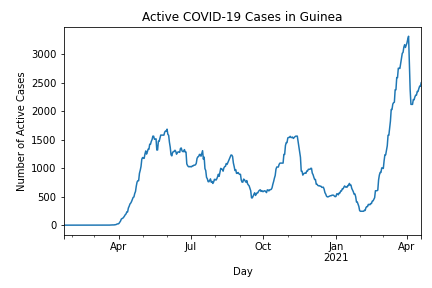 Active COVID-19 Cases in Guinea
Number of Active Cases
3000
2500
2000
1500
1000
500
0
Apr
Jul
Oct
Jan
2021
Apr
Day